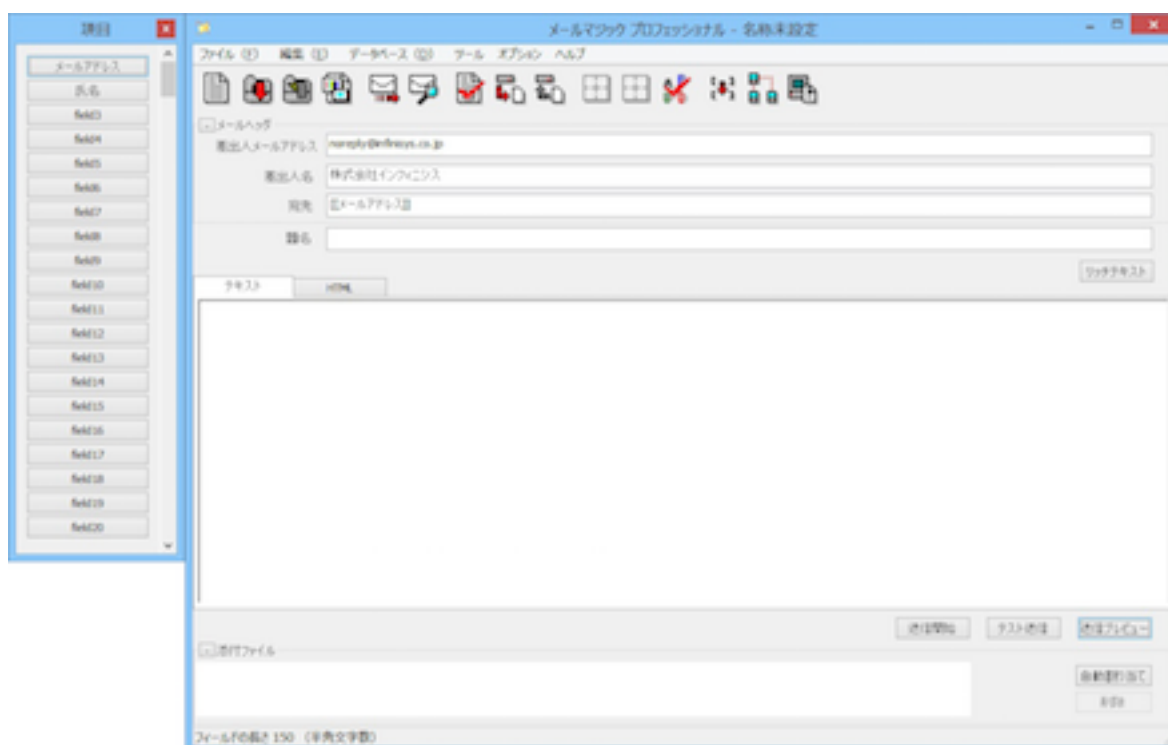 項目
メールアドレス
氏名
field3
field4
field5
field6
field7
field8
field9
field10
field11
field12
field13
field14
field15
field16
field17
field18
field19
field20
メールマジック プロフェッショナル - 名称未設定
ファイル (F) 編集 (E) データベース (D) ツール オプション ヘルプ
メールヘッダ
差出人メールアドレス noreply@infinisys.co.jp
差出人名 株式会社インフィニシス
宛先 [[メールアドレス]]
題名
リッチテキスト
テキスト HTML
送信開始 テスト送信 送信プレビュー
添付ファイル
自動割り当て
削除
フィールドの長さ 150 (半角文字数)